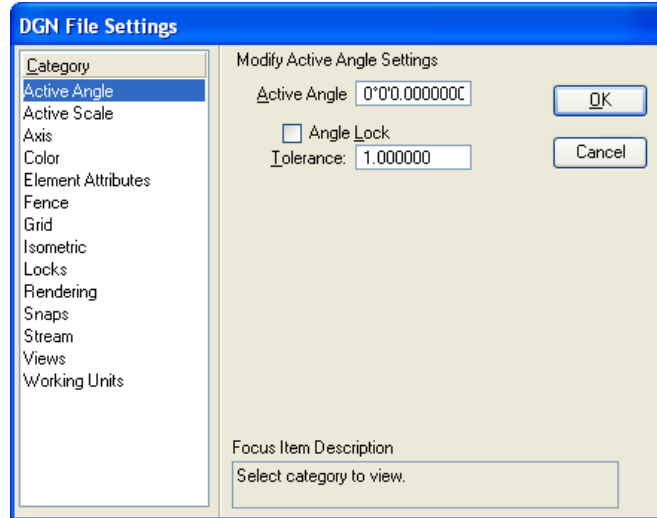 DGN File Settings
Category
Active Angle
Active Scale
Axis
Color
Element Attributes
Fence
Grid
Isometric
Locks
Rendering
Snaps
Stream
Views
Working Units
Modify Active Angle Settings
Active Angle 0°0'0.0000000
Angle Lock
Tolerance: 1.000000
OK
Cancel
Focus Item Description
Select category to view.